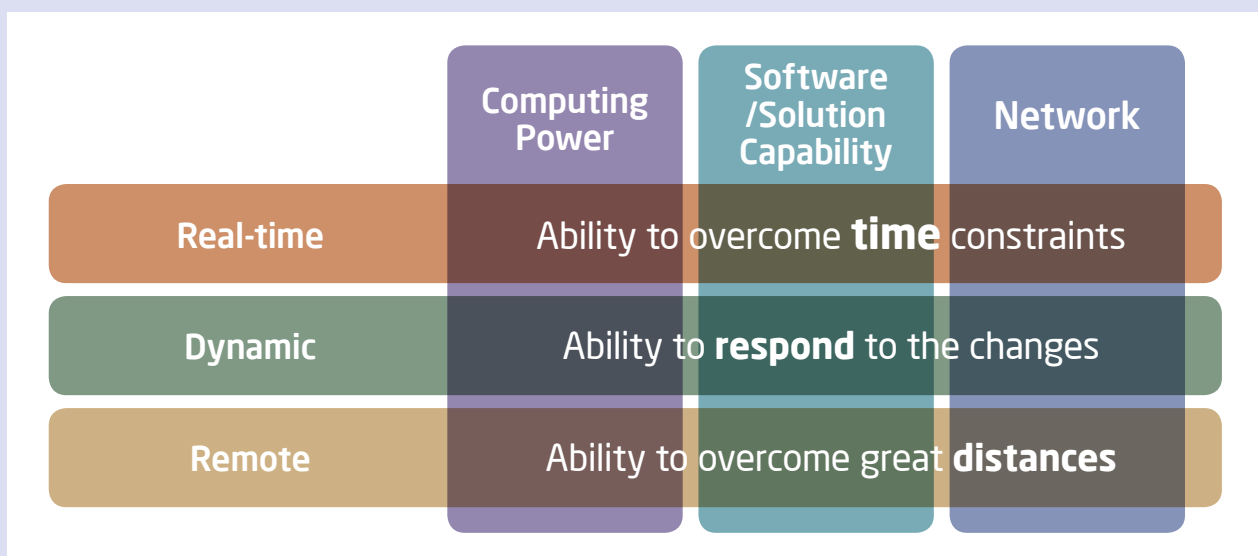 Computing
Power
Software
/Solution
Capability
Network
Real-time
Ability to overcome time constraints
Dynamic
Ability to respond to the changes
Remote
Ability to overcome great distances